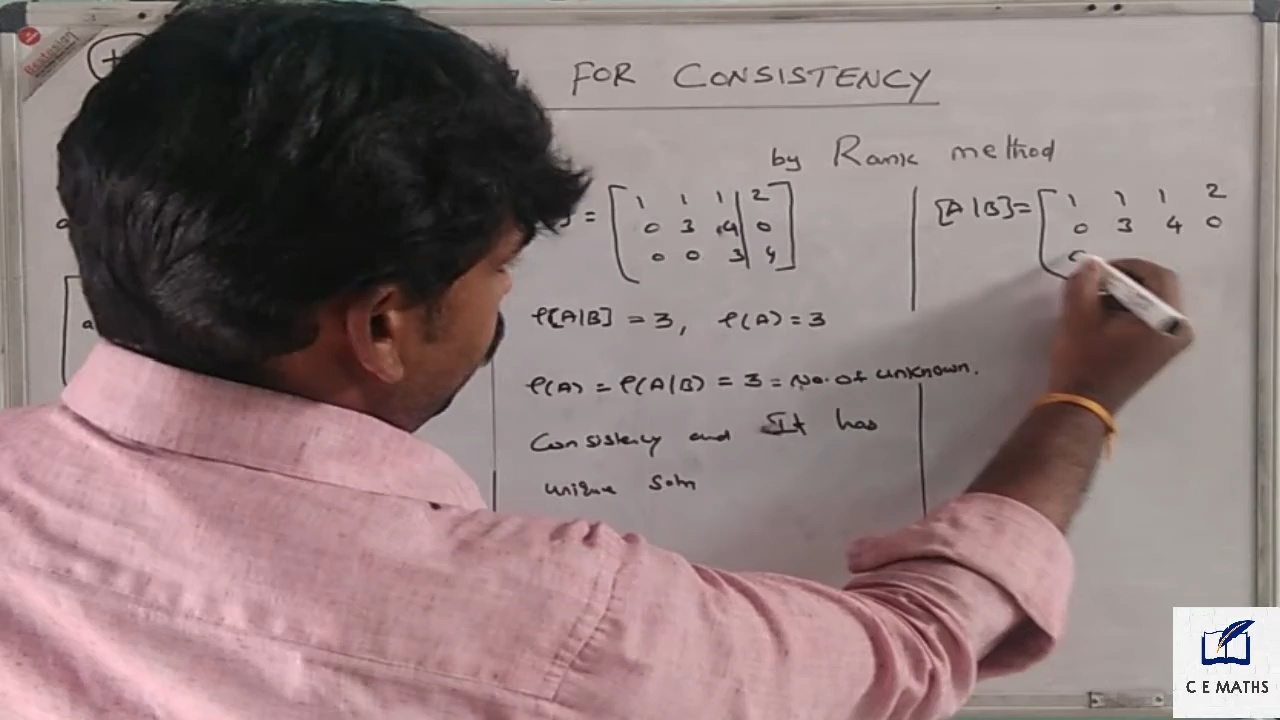 FOR CONSISTENCY
by Rank method
= [ 1 1 1 | 2 ]
0 3 4 | 0
0 0 3 | 4
ρ[A|B] = 3, ρ(A) = 3
ρ(A) = ρ(A|B) = 3 = No. of unknown.
Consistency and It has
unique Soln
[A|B] = [ 1 1 1 2
0 3 4 0
C E MATHS